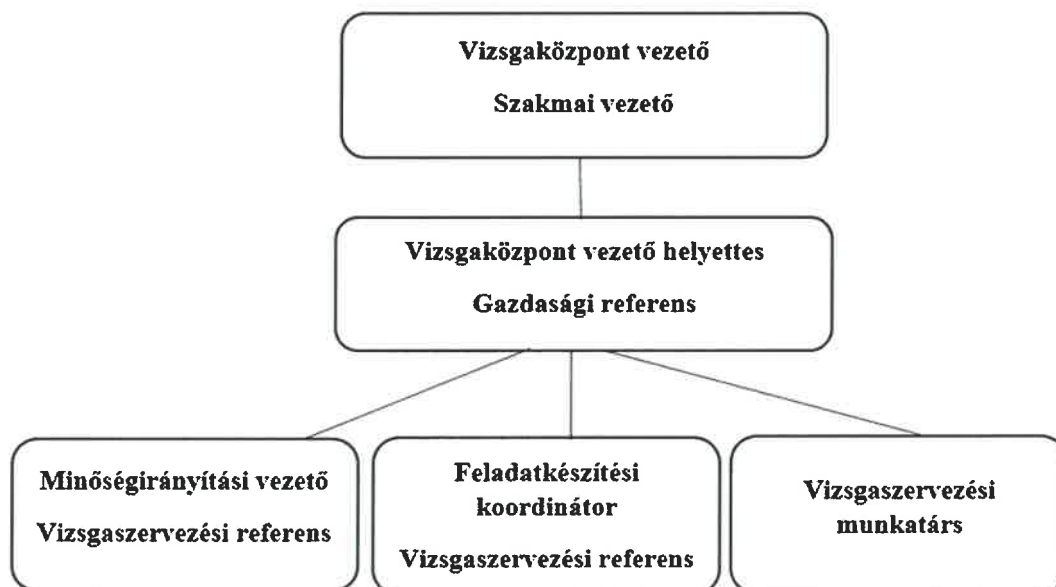 Vizsgaközpont vezető
Szakmai vezető
Vizsgaközpont vezető helyettes
Gazdasági referens
Minőségirányítási vezető
Vizsgaszervezési referens
Feladatkészítési
koordinátor
Vizsgaszervezési referens
Vizsgaszervezési
munkatárs